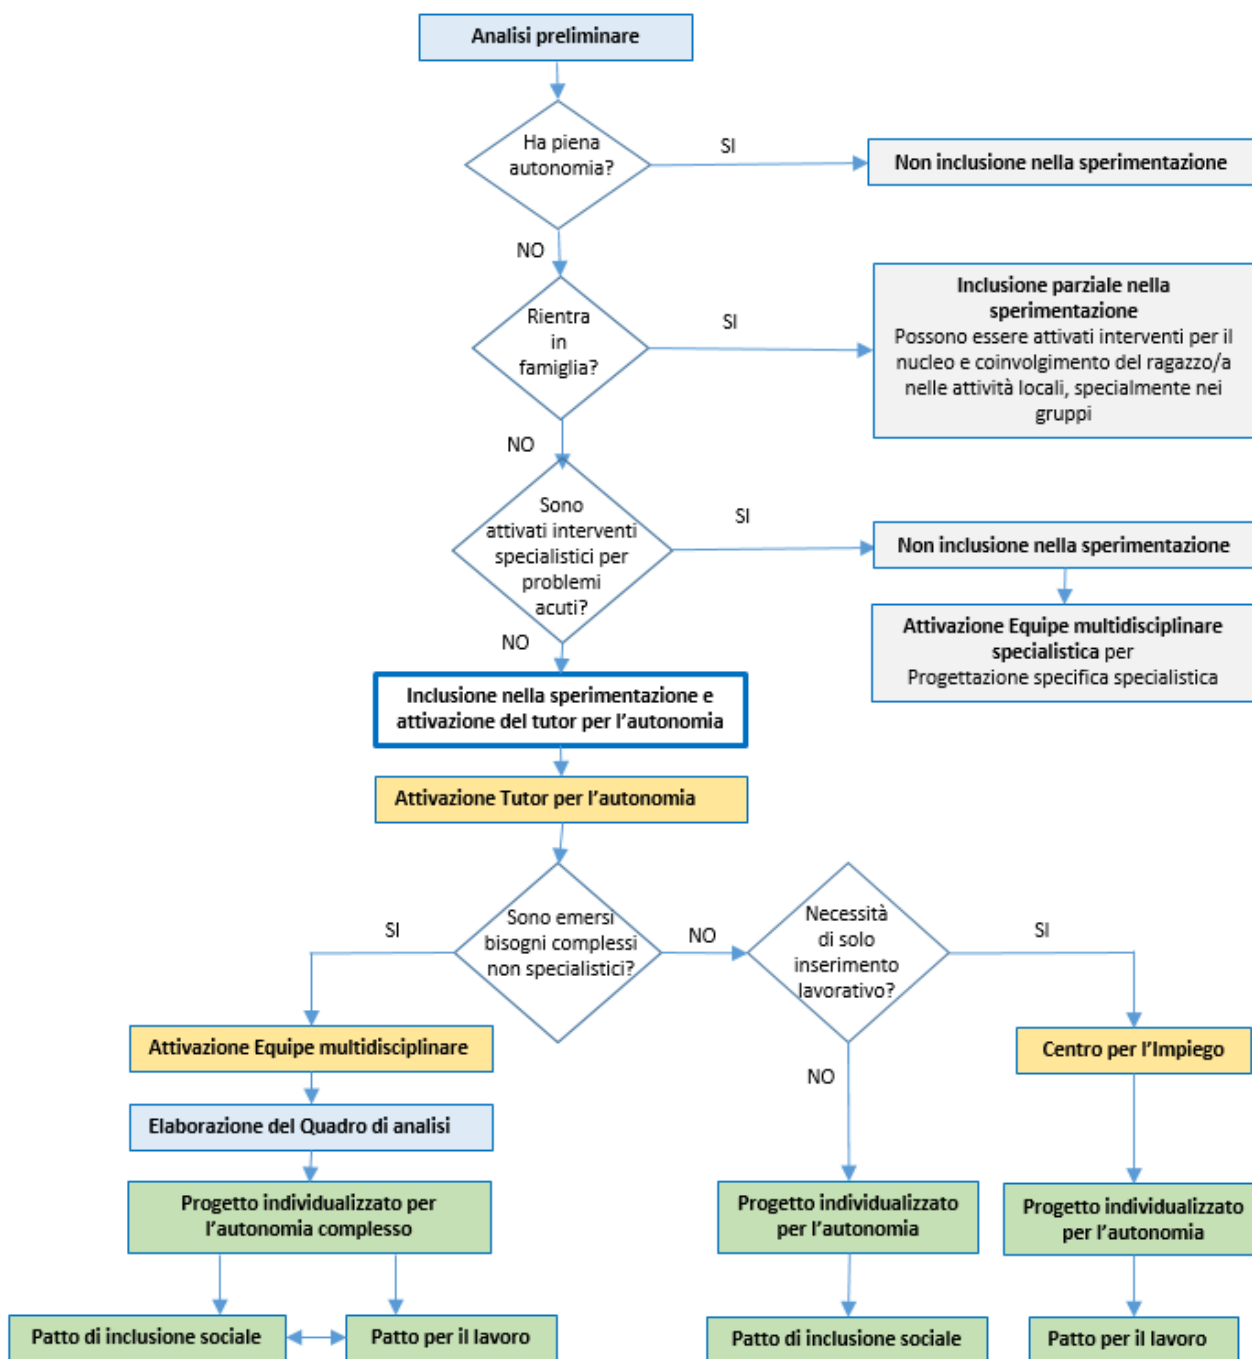 Analisi preliminare
Ha piena
autonomia?
SI
Non inclusione nella sperimentazione
NO
Rientra
in
famiglia?
SI
Inclusione parziale nella
sperimentazione
Possono essere attivati interventi per il
nucleo e coinvolgimento del ragazzo/a
nelle attività locali, specialmente nei
gruppi
NO
Sono
attivati interventi
specialistici per
problemi
acuti?
SI
Non inclusione nella sperimentazione
Attivazione Equipe multidisciplinare
specialistica per
Progettazione specifica specialistica
NO
Inclusione nella sperimentazione e
attivazione del tutor per l'autonomia
Attivazione Tutor per l'autonomia
Sono emersi
bisogni complessi
non specialistici?
SI
NO
Necessità
di solo
inserimento
lavorativo?
SI
NO
Attivazione Equipe multidisciplinare
Elaborazione del Quadro di analisi
Progetto individualizzato per
l'autonomia complesso
Patto di inclusione sociale
Patto per il lavoro
Progetto individualizzato
per l'autonomia
Patto di inclusione sociale
Centro per l'Impiego
Progetto individualizzato
per l'autonomia
Patto per il lavoro